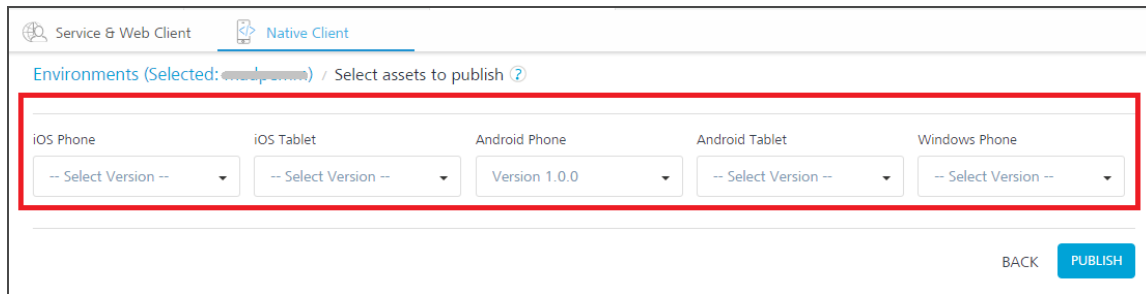 Service & Web Client Native Client
Environments (Selected: ) / Select assets to publish ?
iOS Phone iOS Tablet Android Phone Android Tablet Windows Phone
-- Select Version -- -- Select Version -- Version 1.0.0 -- Select Version -- -- Select Version --
BACK PUBLISH